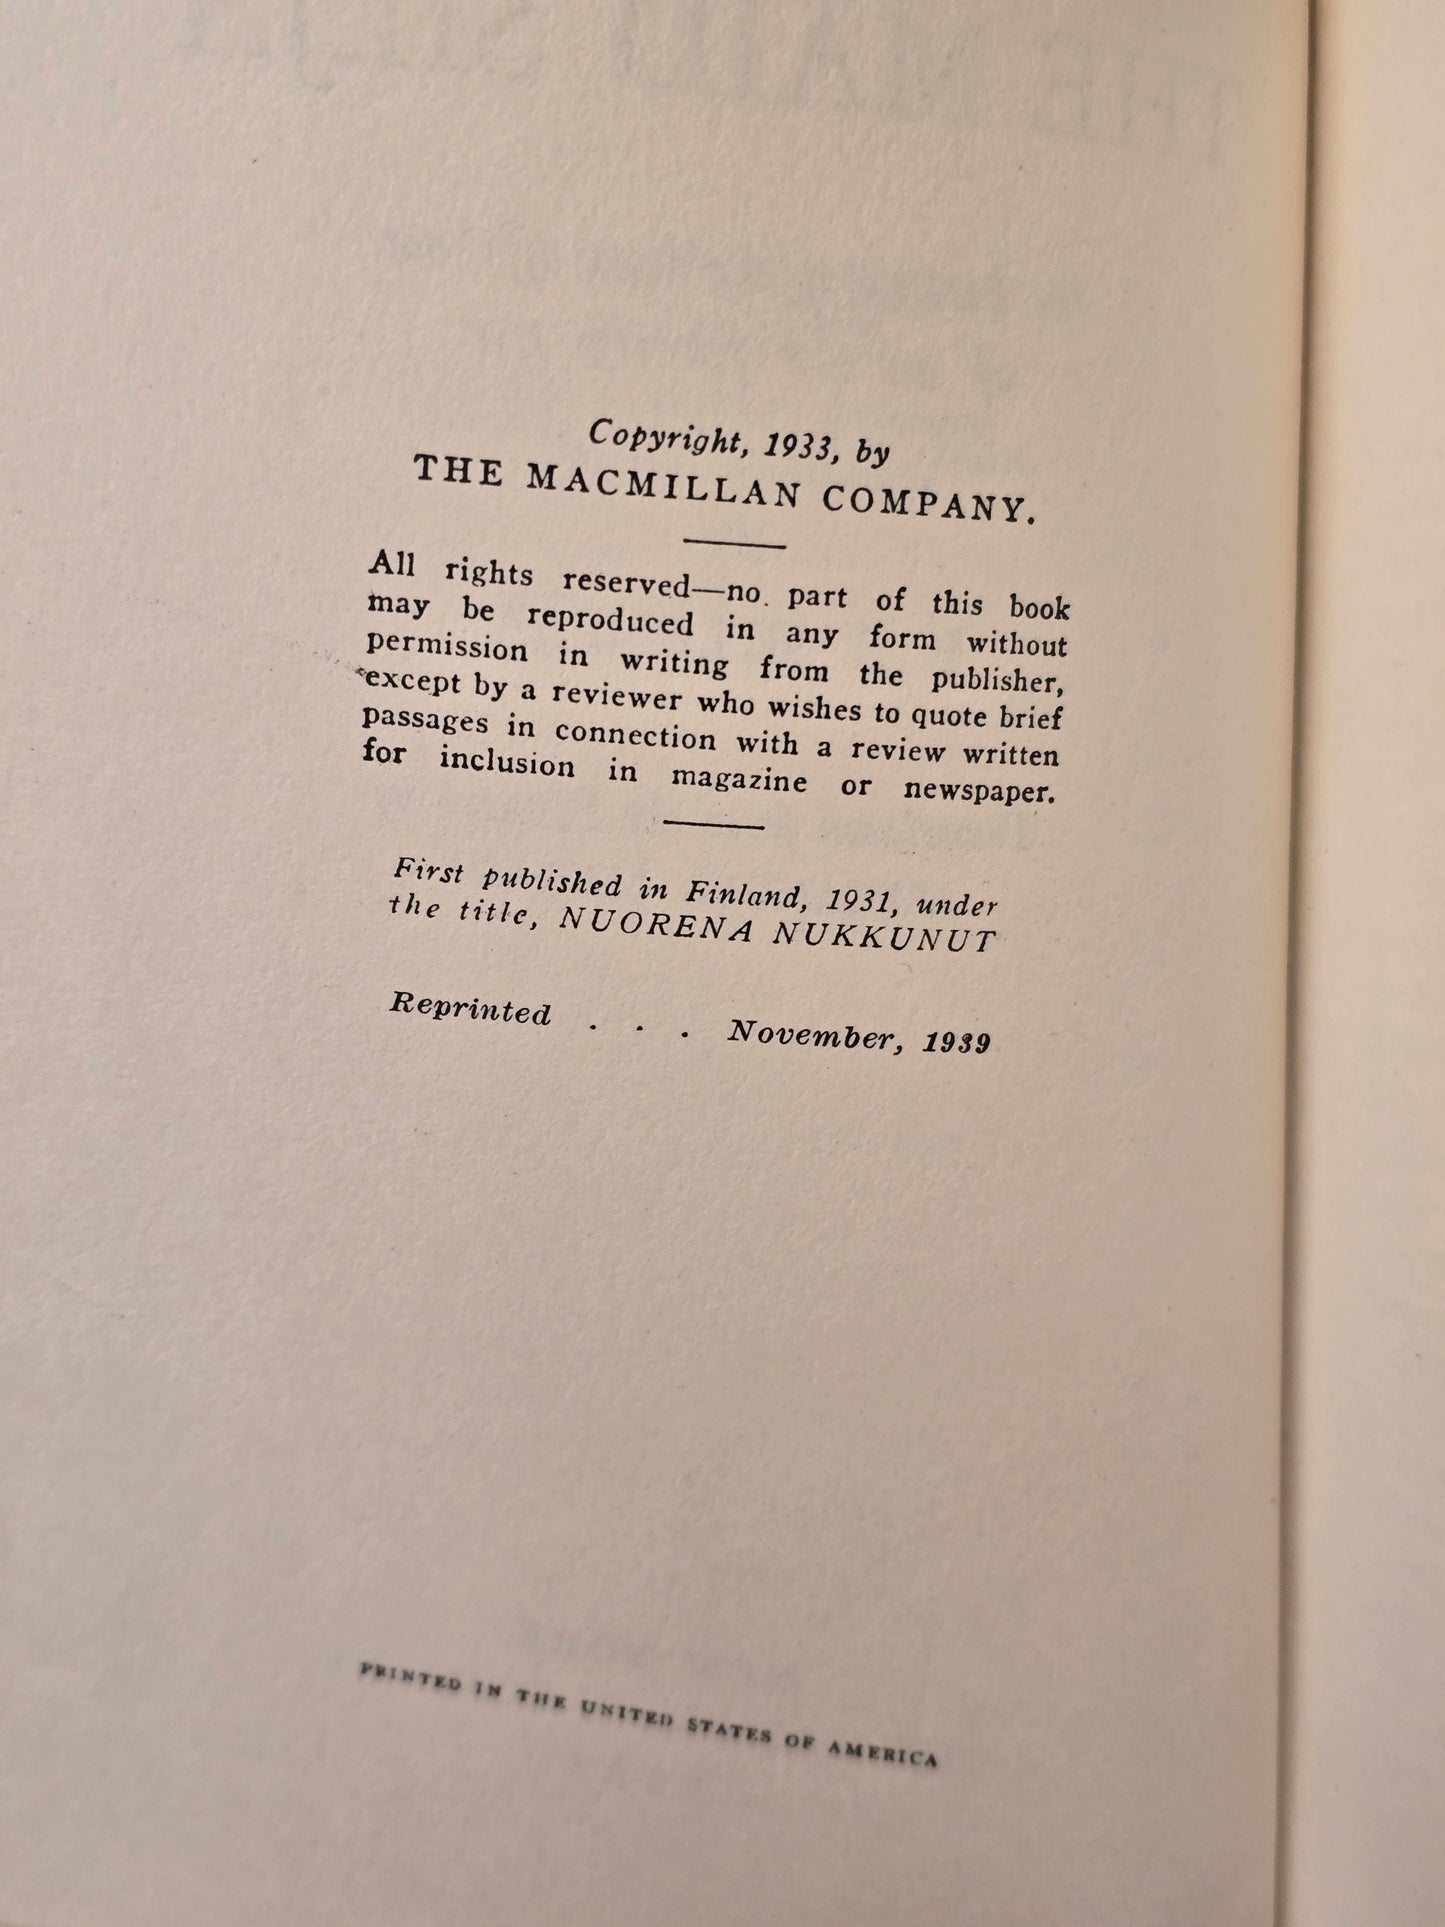 Copyright, 1933, by
THE MACMILLAN COMPANY.
All rights reserved—no part of this book
may be reproduced in any form without
permission in writing from the publisher,
except by a reviewer who wishes to quote brief
passages in connection with a review written
for inclusion in magazine or newspaper.
First published in Finland, 1931, under
the title, NUORENA NUKKUNUT
Reprinted . . . November, 1939
PRINTED IN THE UNITED STATES OF AMERICA